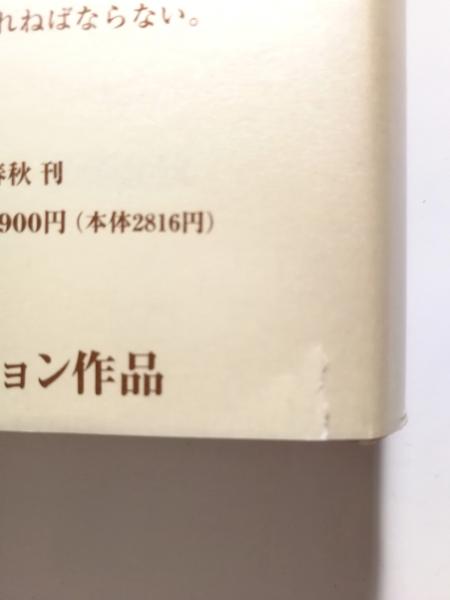 れねばならない。
春秋 刊
900円（本体2816円）
ョン作品